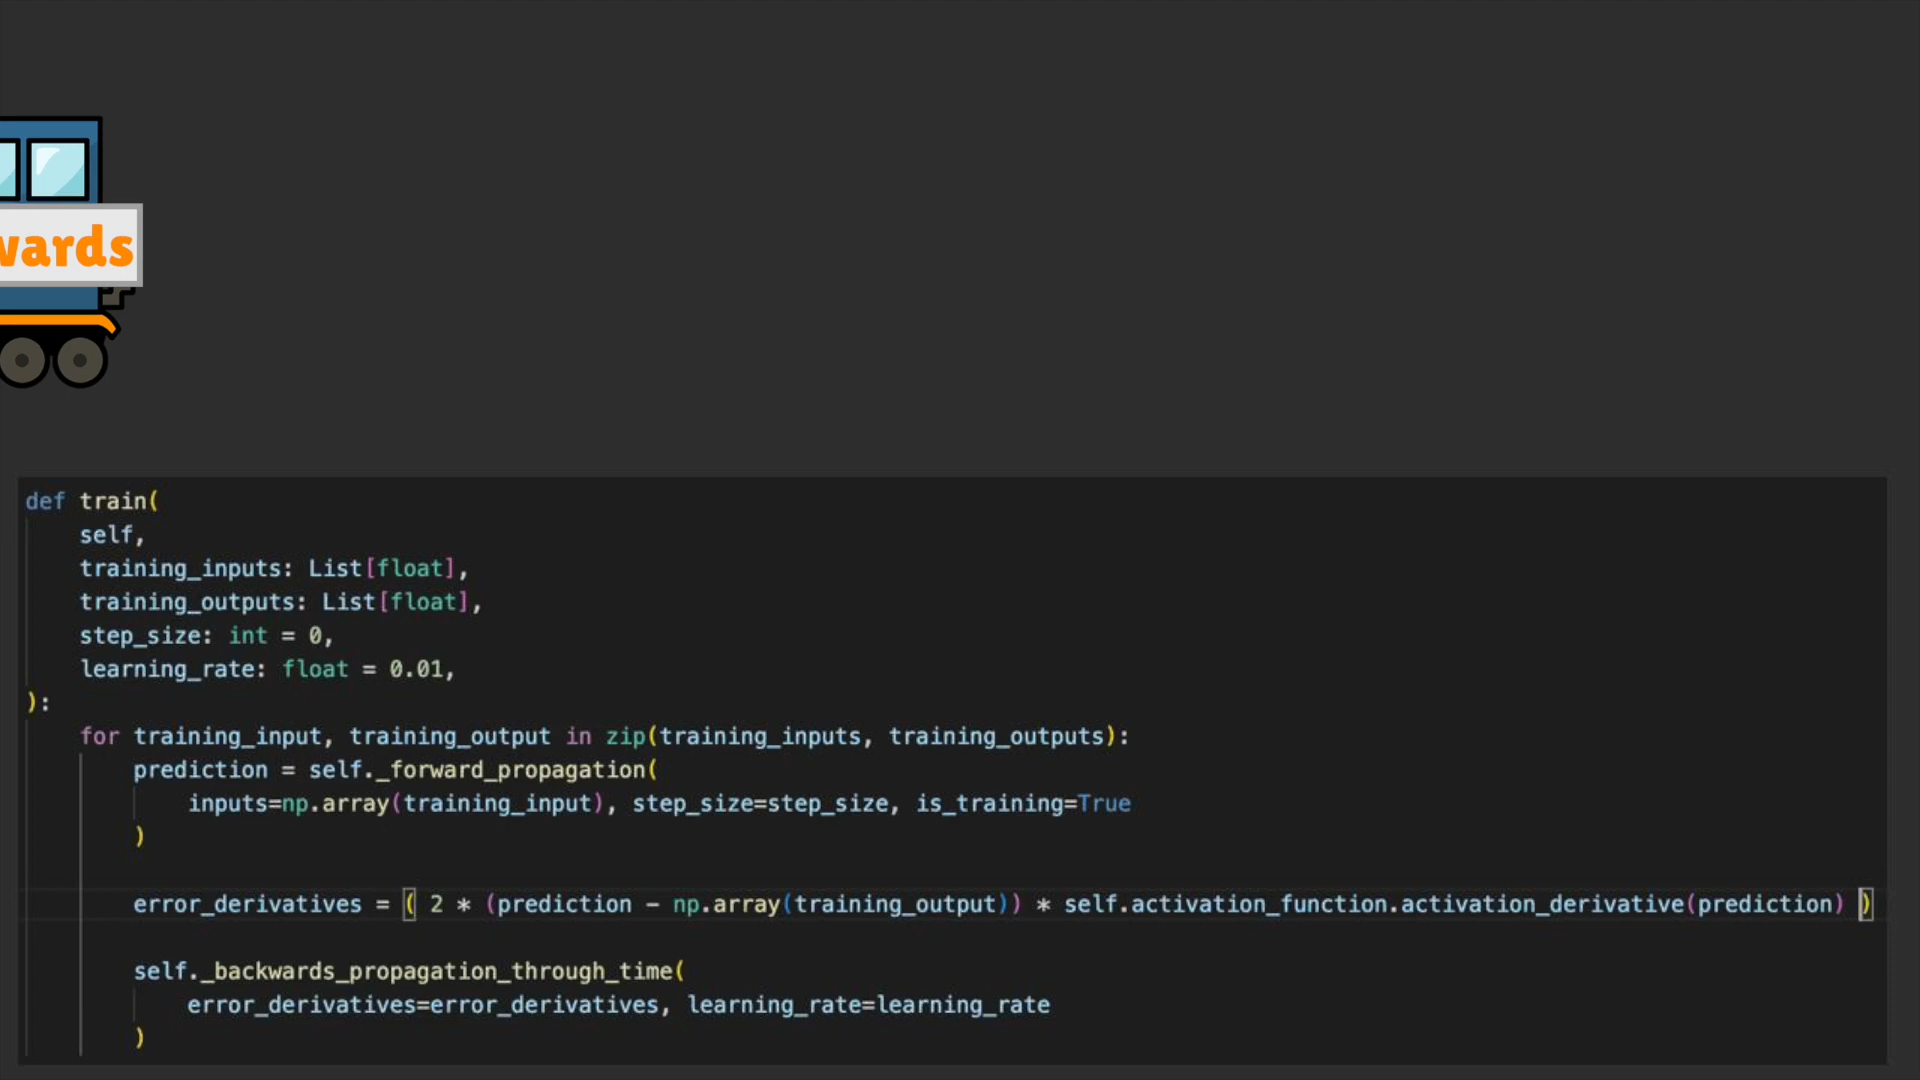 wards
def train(
self,
training_inputs: List[float],
training_outputs: List[float],
step_size: int = 0,
learning_rate: float = 0.01,
):
for training_input, training_output in zip(training_inputs, training_outputs):
prediction = self._forward_propagation(
inputs=np.array(training_input), step_size=step_size, is_training=True
)
error_derivatives = ( 2 * (prediction - np.array(training_output)) * self.activation_function.activation_derivative(prediction) )
self._backwards_propagation_through_time(
error_derivatives=error_derivatives, learning_rate=learning_rate
)